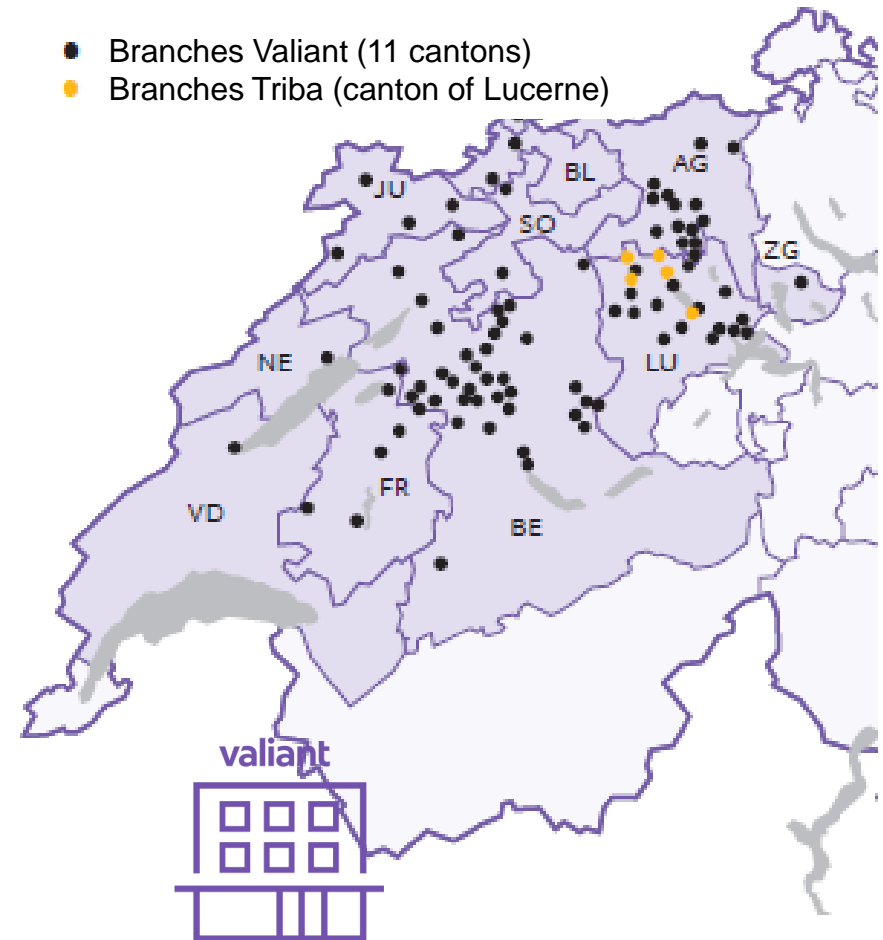 Branches Valiant (11 cantons)
Branches Triba (canton of Lucerne)
JU
BL
AG
SO
ZG
NE
LU
FR
VD
BE
valiant